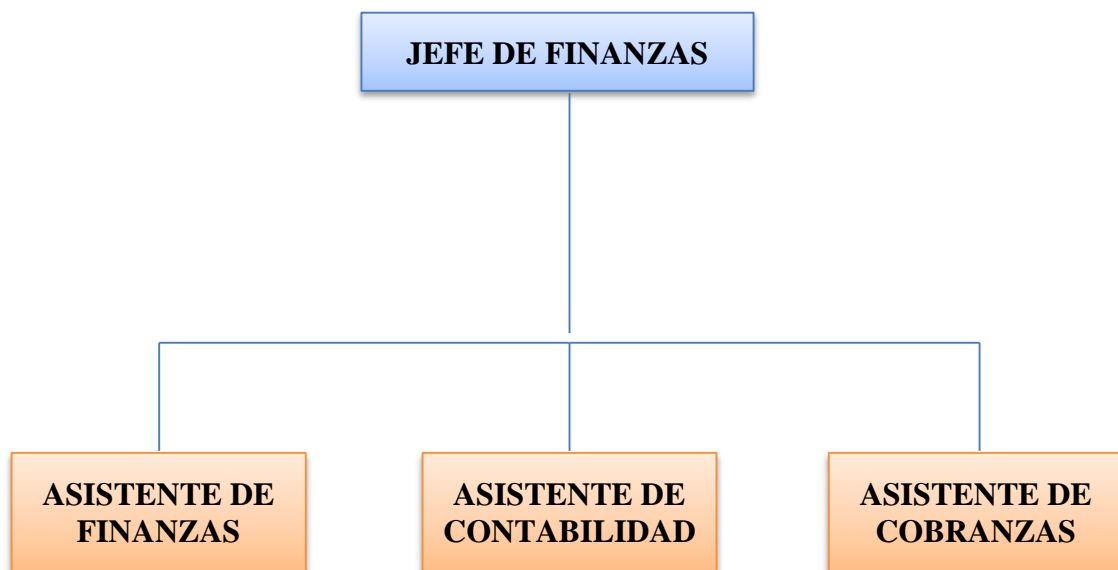 JEFE DE FINANZAS
ASISTENTE DE
FINANZAS
ASISTENTE DE
CONTABILIDAD
ASISTENTE DE
COBRANZAS